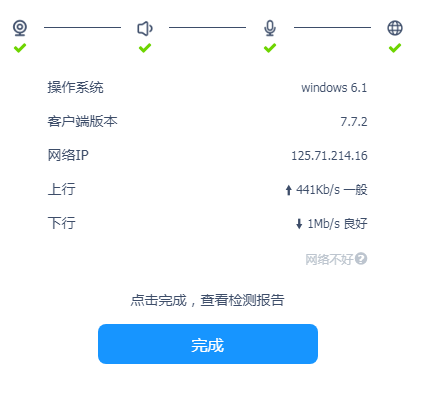 操作系统 windows 6.1
客户端版本 7.7.2
网络IP 125.71.214.16
上行 441Kb/s 一般
下行 1Mb/s 良好
网络不好?
点击完成，查看检测报告
完成